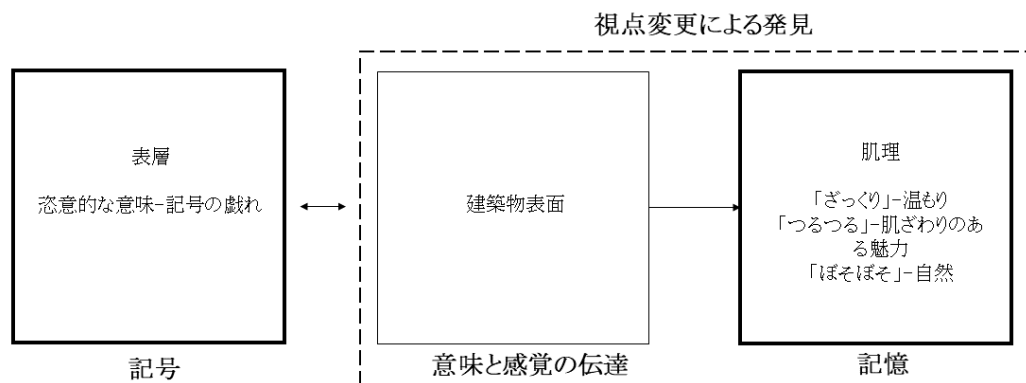 視点変更による発見
表層
恣意的な意味-記号の戯れ
建築物表面
肌理
「ざっくり」-温もり
「つるつる」-肌ざわりのあ
る魅力
「ぼそぼそ」-自然
記号
意味と感覚の伝達
記憶